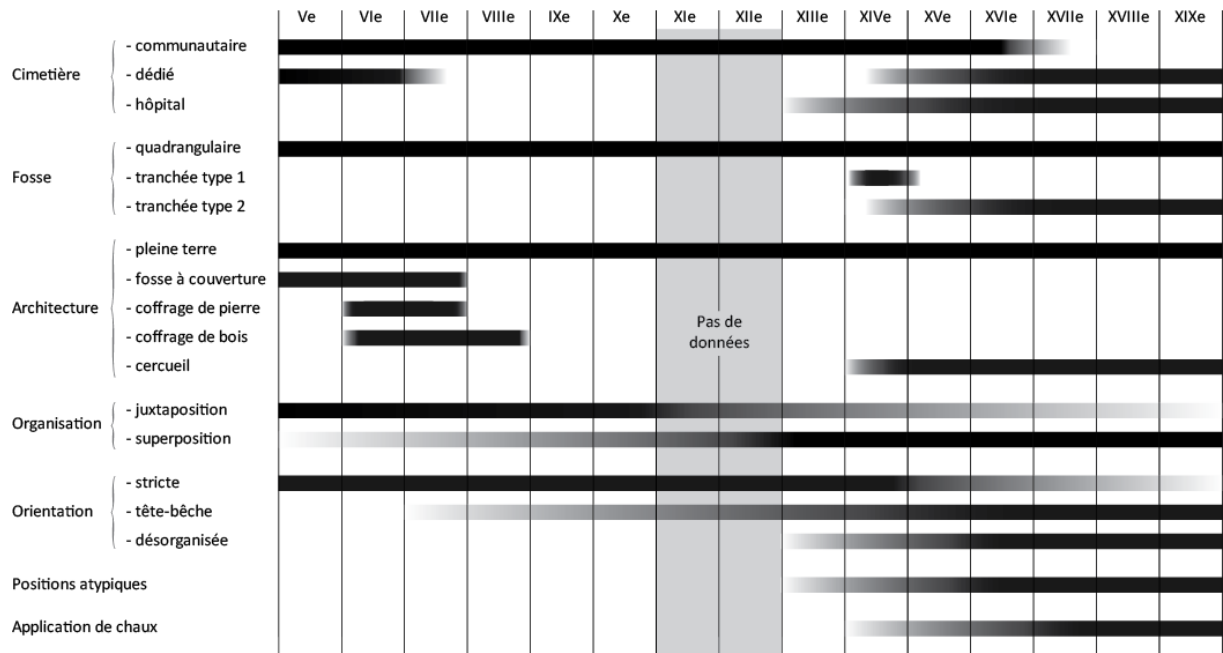 Ve VIe VIIe VIIIe IXe Xe XIe XIIe XIIIe XIVe XVe XVIe XVIIe XVIIIe XIXe
Cimetière
- communautaire
- dédié
- hôpital
Fosse
- quadrangulaire
- tranchée type 1
- tranchée type 2
Architecture
- pleine terre
- fosse à couverture
- coffrage de pierre
- coffrage de bois
- cercueil
Pas de
données
Organisation
- juxtaposition
- superposition
Orientation
- stricte
- tête-bêche
- désorganisée
Positions atypiques
Application de chaux